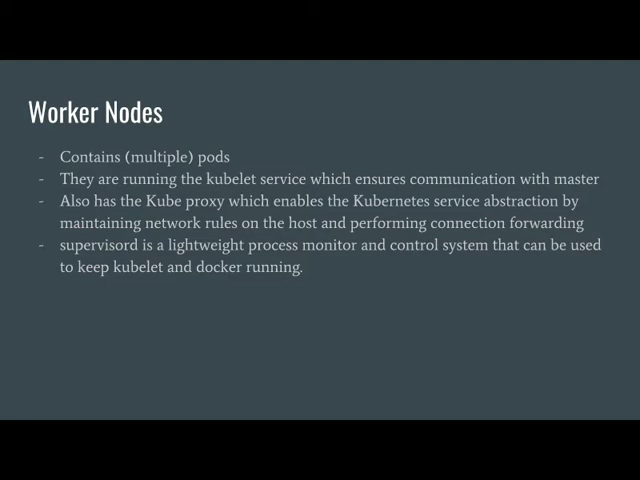 Worker Nodes
- Contains (multiple) pods
- They are running the kubelet service which ensures communication with master
- Also has the Kube proxy which enables the Kubernetes service abstraction by
maintaining network rules on the host and performing connection forwarding
- supervisord is a lightweight process monitor and control system that can be used
to keep kubelet and docker running.